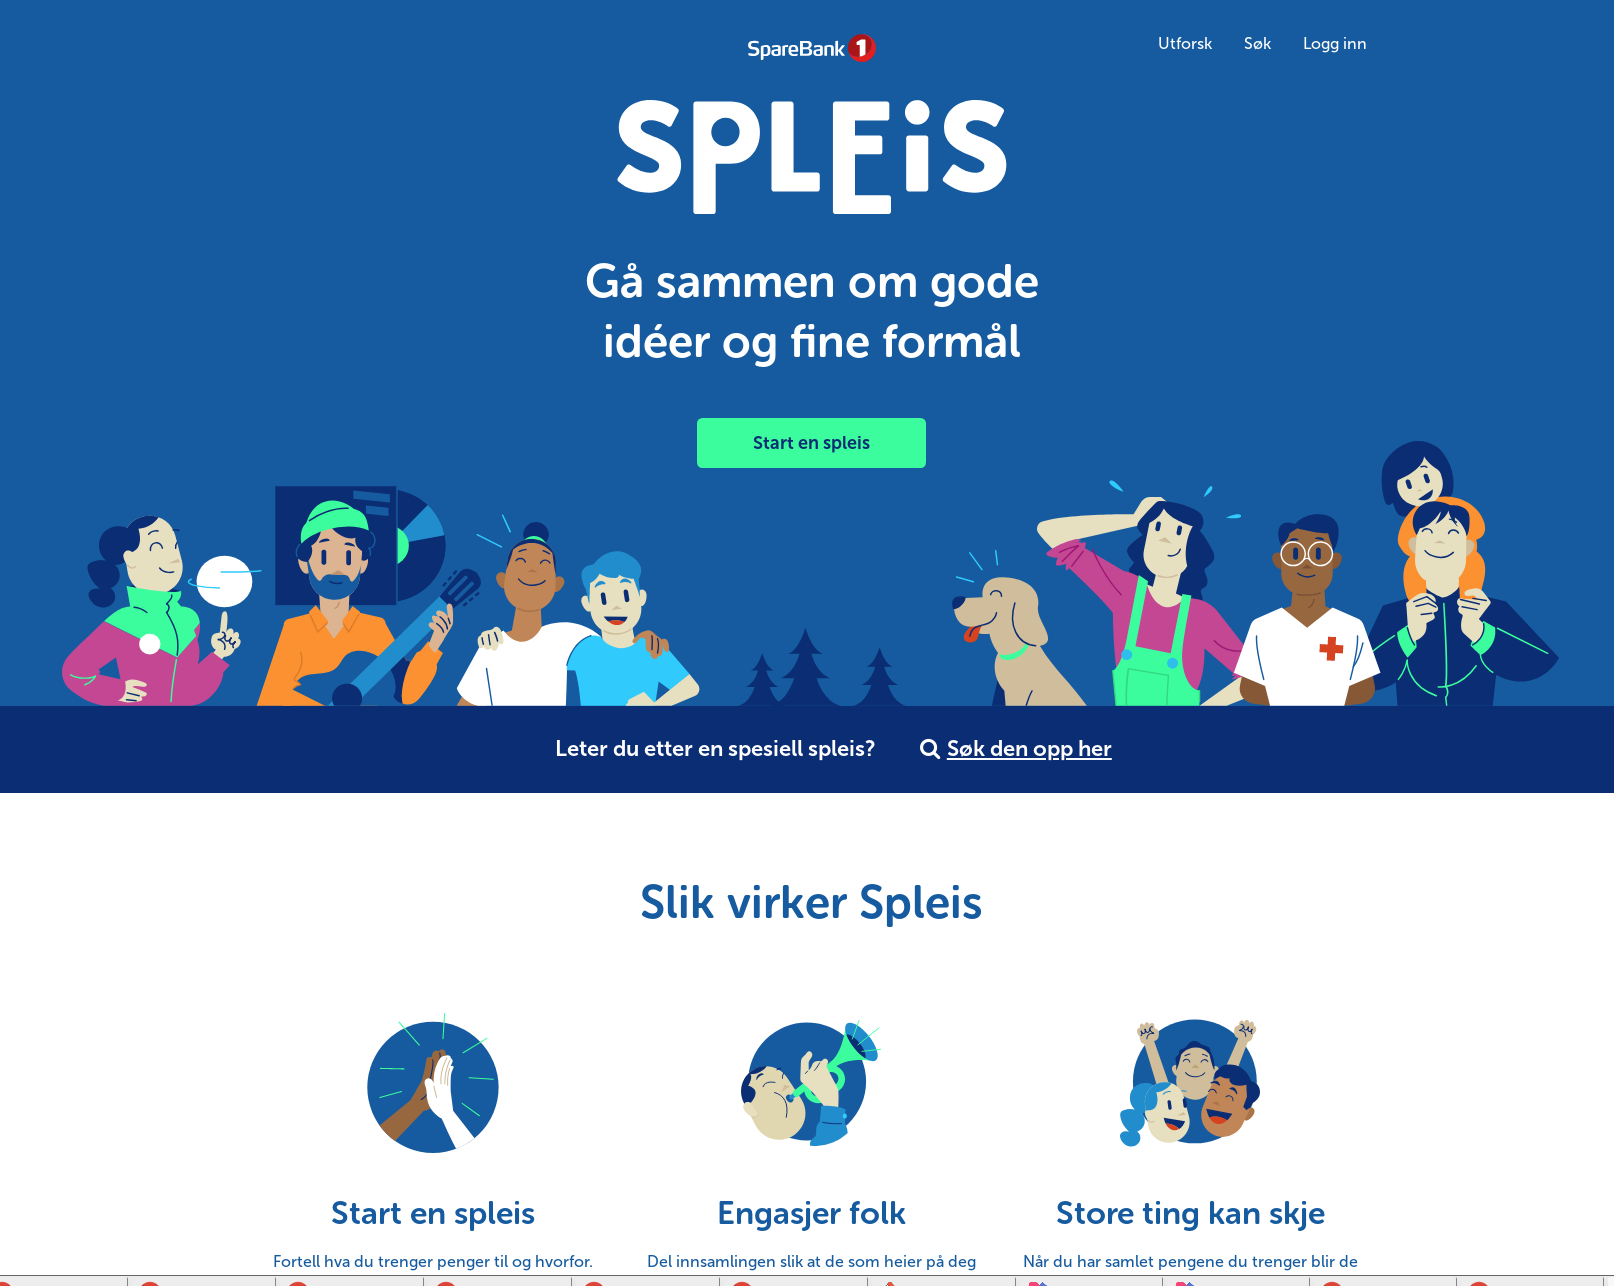 SpareBank 1
Utforsk
Søk
Logg inn
SPLEiS
Gå sammen om gode
idéer og fine formål
Start en spleis
Leter du etter en spesiell spleis?
Søk den opp her
Slik virker Spleis
Start en spleis
Engasjer folk
Store ting kan skje
Fortell hva du trenger penger til og hvorfor.
Del innsamlingen slik at de som heier på deg
Når du har samlet pengene du trenger blir de